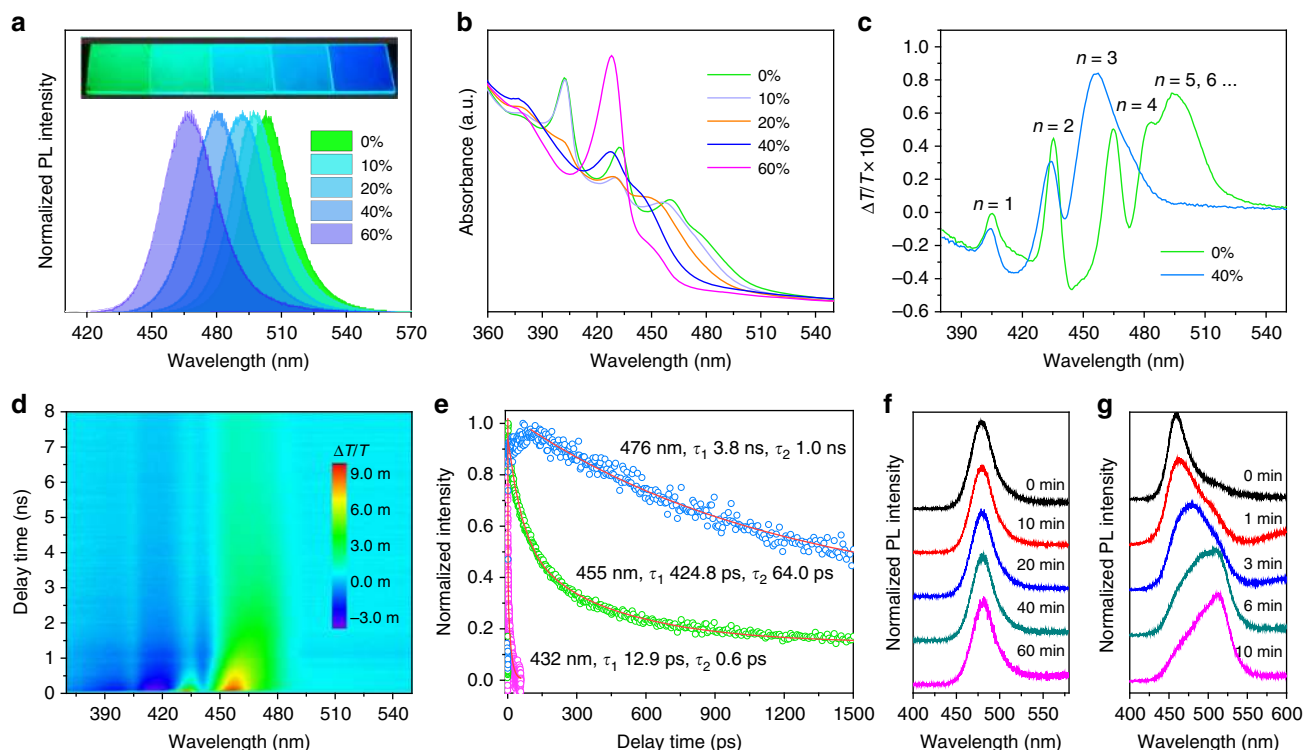 a
Normalized PL intensity
0%
10%
20%
40%
60%
420 450 480 510 540 570
Wavelength (nm)
b
Absorbance (a.u.)
0%
10%
20%
40%
60%
360 390 420 450 480 510 540
Wavelength (nm)
c
ΔT/T × 100
1.0
0.8
0.6
0.4
0.2
0.0
−0.2
−0.4
−0.6
n = 1
n = 2
n = 3
n = 4
n = 5, 6 ...
0%
40%
390 420 450 480 510 540
Wavelength (nm)
d
Delay time (ns)
8
7
6
5
4
3
2
1
0
ΔT/T
9.0 m
6.0 m
3.0 m
0.0 m
−3.0 m
390 420 450 480 510 540
Wavelength (nm)
e
Normalized intensity
1.0
0.8
0.6
0.4
0.2
0.0
476 nm, τ1 3.8 ns, τ2 1.0 ns
455 nm, τ1 424.8 ps, τ2 64.0 ps
432 nm, τ1 12.9 ps, τ2 0.6 ps
0 300 600 900 1200 1500
Delay time (ps)
f
Normalized PL intensity
0 min
10 min
20 min
40 min
60 min
400 450 500 550
Wavelength (nm)
g
Normalized PL intensity
0 min
1 min
3 min
6 min
10 min
400 450 500 550 600
Wavelength (nm)